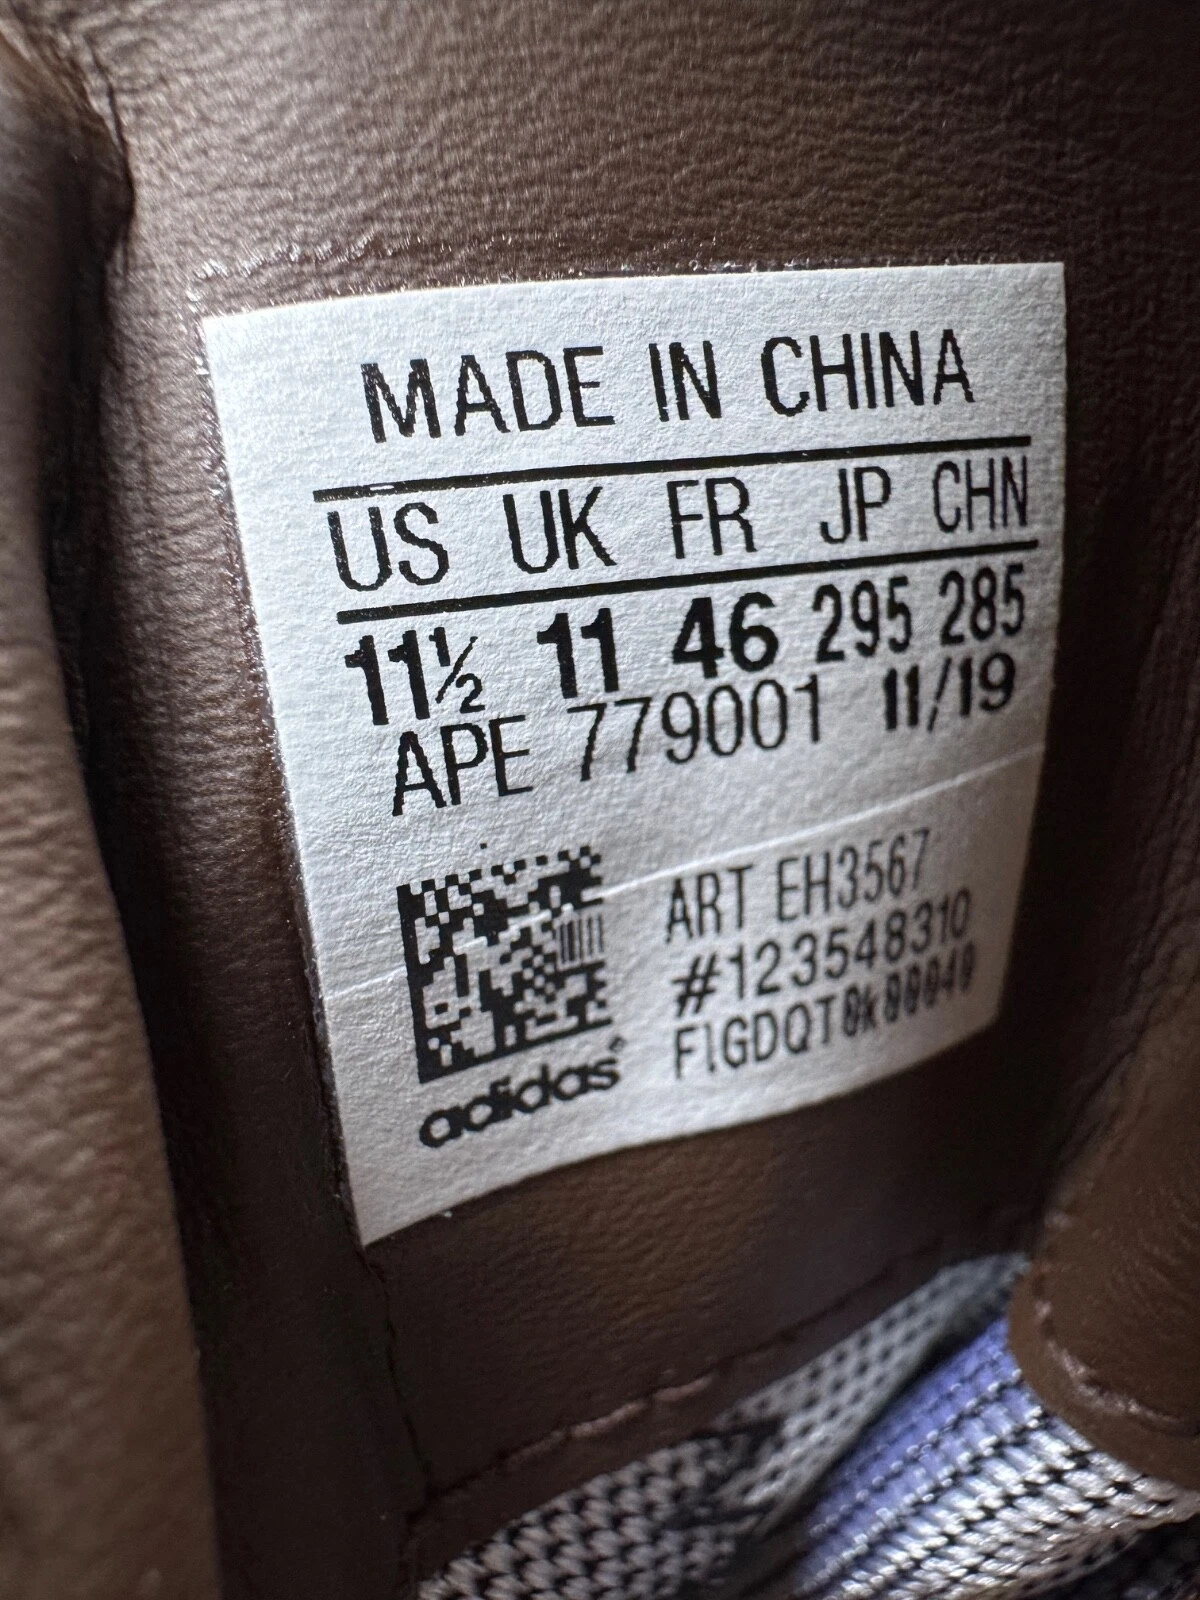 MADE IN CHINA
US UK FR JP CHN
11½ 11 46 295 285
APE 779001 11/19
ART EH3567
#123548310
adidas®